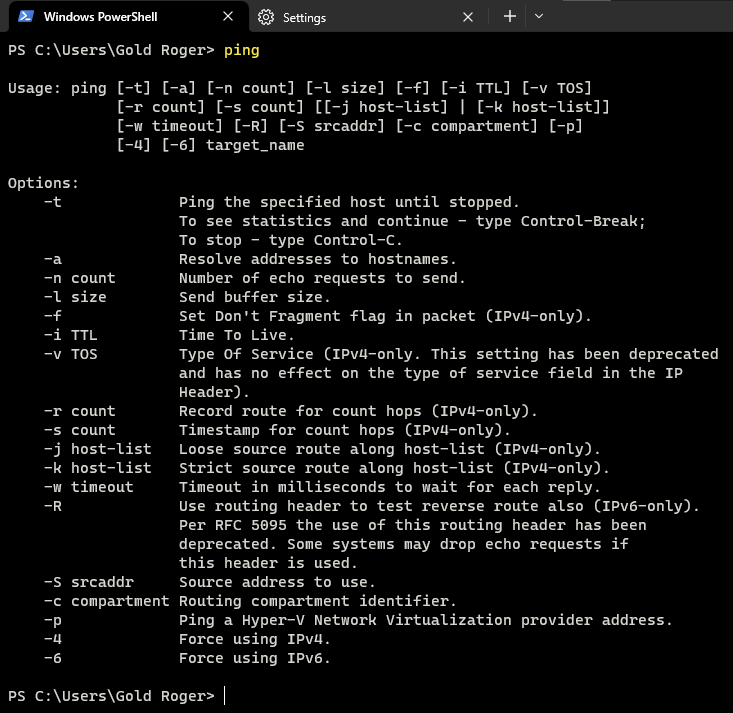 Windows PowerShell
Settings
PS C:\Users\Gold Roger> ping
Usage: ping [-t] [-a] [-n count] [-l size] [-f] [-i TTL] [-v TOS]
            [-r count] [-s count] [[-j host-list] | [-k host-list]]
            [-w timeout] [-R] [-S srcaddr] [-c compartment] [-p]
            [-4] [-6] target_name
Options:
    -t             Ping the specified host until stopped.
                   To see statistics and continue - type Control-Break;
                   To stop - type Control-C.
    -a             Resolve addresses to hostnames.
    -n count       Number of echo requests to send.
    -l size        Send buffer size.
    -f             Set Don't Fragment flag in packet (IPv4-only).
    -i TTL         Time To Live.
    -v TOS         Type Of Service (IPv4-only. This setting has been deprecated
                   and has no effect on the type of service field in the IP
                   Header).
    -r count       Record route for count hops (IPv4-only).
    -s count       Timestamp for count hops (IPv4-only).
    -j host-list   Loose source route along host-list (IPv4-only).
    -k host-list   Strict source route along host-list (IPv4-only).
    -w timeout     Timeout in milliseconds to wait for each reply.
    -R             Use routing header to test reverse route also (IPv6-only).
                   Per RFC 5095 the use of this routing header has been
                   deprecated. Some systems may drop echo requests if
                   this header is used.
    -S srcaddr     Source address to use.
    -c compartment Routing compartment identifier.
    -p             Ping a Hyper-V Network Virtualization provider address.
    -4             Force using IPv4.
    -6             Force using IPv6.
PS C:\Users\Gold Roger>